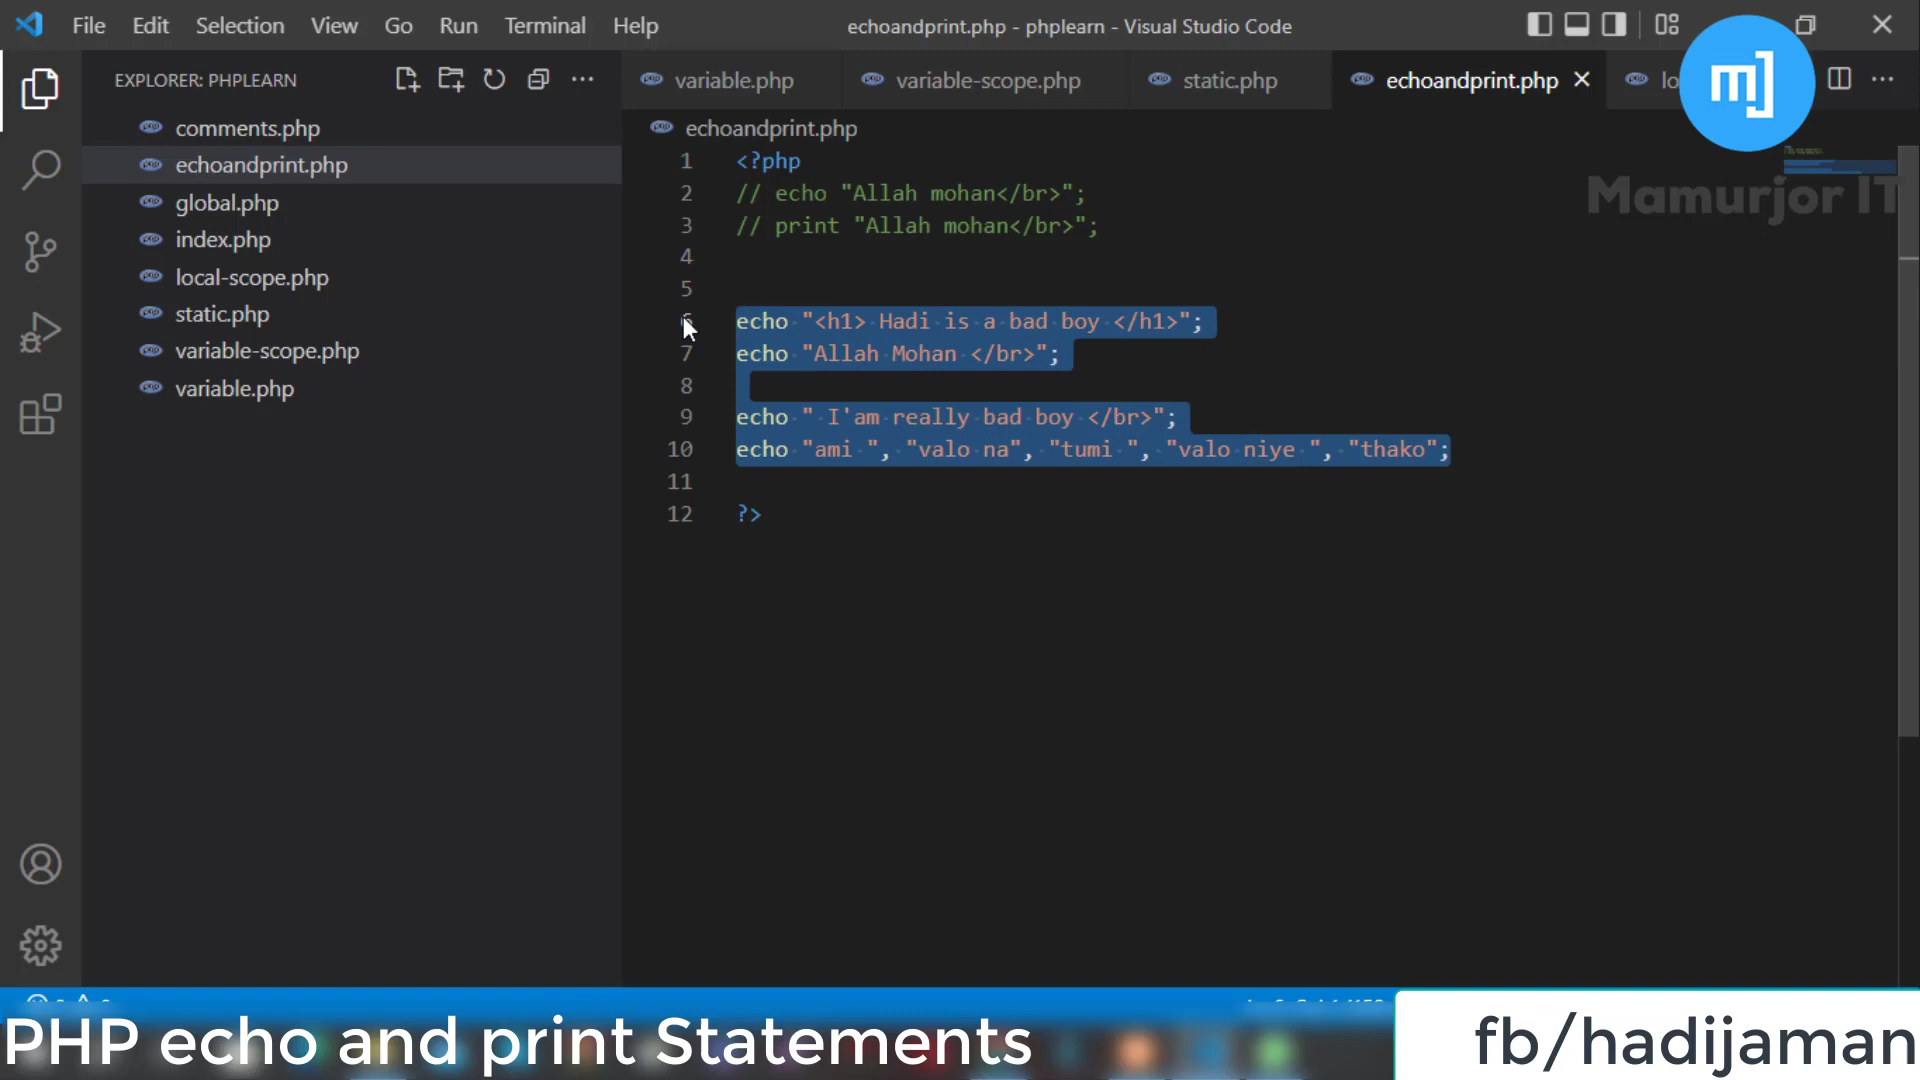 File Edit Selection View Go Run Terminal Help
echoandprint.php - phplearn - Visual Studio Code
EXPLORER: PHPLEARN
variable.php
variable-scope.php
static.php
echoandprint.php
lo
m]
Mamurjor IT
comments.php
echoandprint.php
global.php
index.php
local-scope.php
static.php
variable-scope.php
variable.php
echoandprint.php
1 <?php
2 // echo "Allah mohan</br>";
3 // print "Allah mohan</br>";
4
5
6 echo "<h1> Hadi is a bad boy </h1>";
7 echo "Allah Mohan </br>";
8
9 echo " I'am really bad boy </br>";
10 echo "ami ", "valo na", "tumi ", "valo niye ", "thako";
11
12 ?>
PHP echo and print Statements
fb/hadijaman